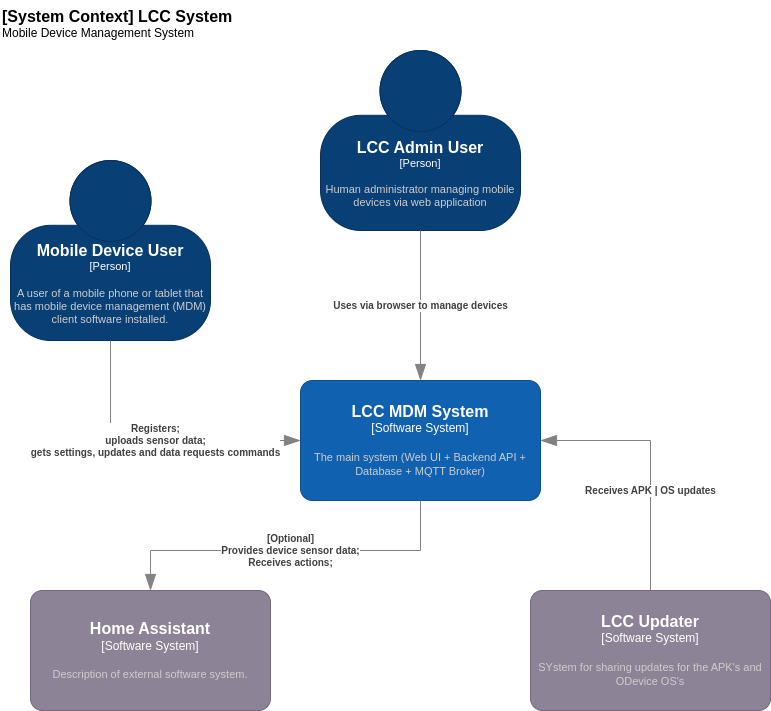 [System Context] LCC System
Mobile Device Management System
LCC Admin User
[Person]
Human administrator managing mobile
devices via web application
Mobile Device User
[Person]
A user of a mobile phone or tablet that
has mobile device management (MDM)
client software installed.
Uses via browser to manage devices
LCC MDM System
[Software System]
The main system (Web UI + Backend API +
Database + MQTT Broker)
Registers;
uploads sensor data;
gets settings, updates and data requests commands
Receives APK | OS updates
[Optional]
Provides device sensor data;
Receives actions;
Home Assistant
[Software System]
Description of external software system.
LCC Updater
[Software System]
SYstem for sharing updates for the APK's and
ODevice OS's